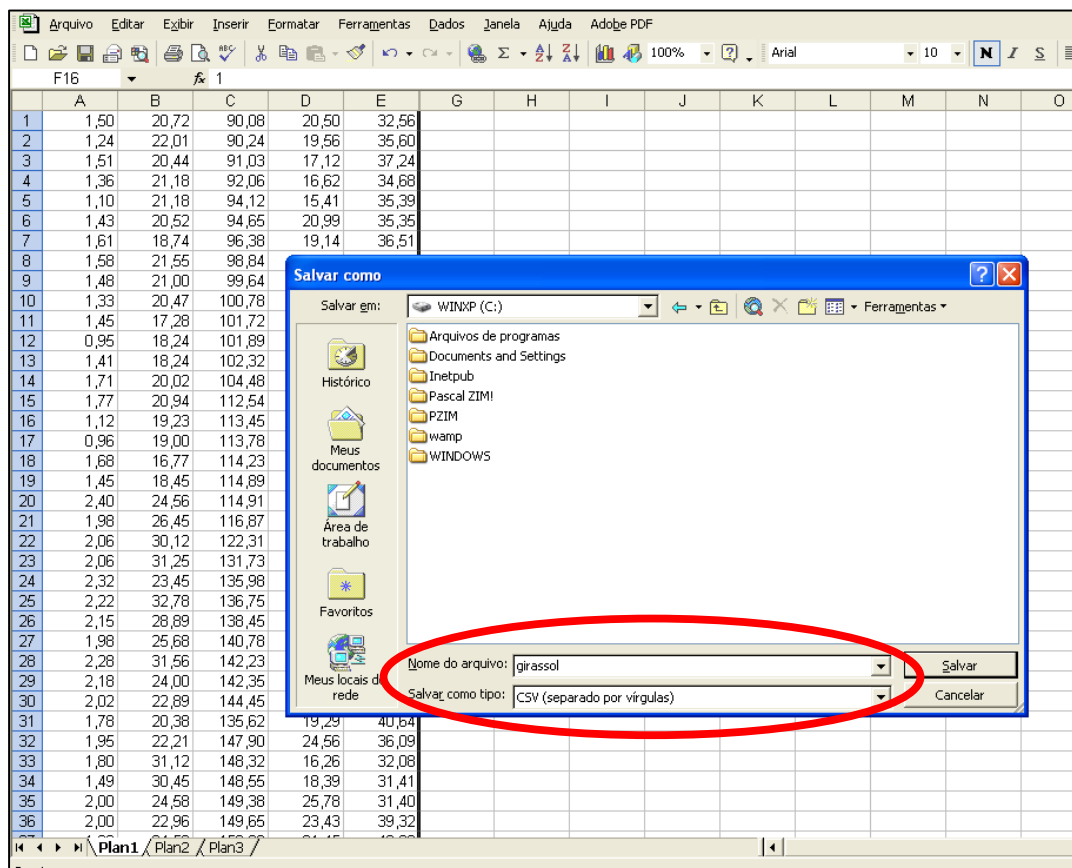 Arquivo Editar Exibir Inserir Formatar Ferramentas Dados Janela Ajuda Adobe PDF
100% Arial 10 N I S
F16 fx 1
A B C D E G H I J K L M N O
1 1,50 20,72 90,08 20,50 32,56
2 1,24 22,01 90,24 19,56 35,60
3 1,51 20,44 91,03 17,12 37,24
4 1,36 21,18 92,06 16,62 34,68
5 1,10 21,18 94,12 15,41 35,39
6 1,43 20,52 94,65 20,99 35,35
7 1,61 18,74 96,38 19,14 36,51
8 1,58 21,55 98,84
9 1,48 21,00 99,64
10 1,33 20,47 100,78
11 1,45 17,28 101,72
12 0,95 18,24 101,89
13 1,41 18,24 102,32
14 1,71 20,02 104,48
15 1,77 20,94 112,54
16 1,12 19,23 113,45
17 0,96 19,00 113,78
18 1,68 16,77 114,23
19 1,45 18,45 114,89
20 2,40 24,56 114,91
21 1,98 26,45 116,87
22 2,06 30,12 122,31
23 2,06 31,25 131,73
24 2,32 23,45 135,98
25 2,22 32,78 136,75
26 2,15 28,89 138,45
27 1,98 25,68 140,78
28 2,28 31,56 142,23
29 2,18 24,00 142,35
30 2,02 22,89 144,45
31 1,78 20,38 135,62 19,29 40,64
32 1,95 22,21 147,90 24,56 36,09
33 1,80 31,12 148,32 16,26 32,08
34 1,49 30,45 148,55 18,39 31,41
35 2,00 24,58 149,38 25,78 31,40
36 2,00 22,96 149,65 23,43 39,32
Plan1 Plan2 Plan3
Salvar como
Salvar em: WINXP (C:) Ferramentas
Histórico
Meus documentos
Área de trabalho
Favoritos
Meus locais de rede
Arquivos de programas
Documents and Settings
Inetpub
Pascal ZIM!
PZIM
wamp
WINDOWS
Nome do arquivo: girassol Salvar
Salvar como tipo: CSV (separado por vírgulas) Cancelar